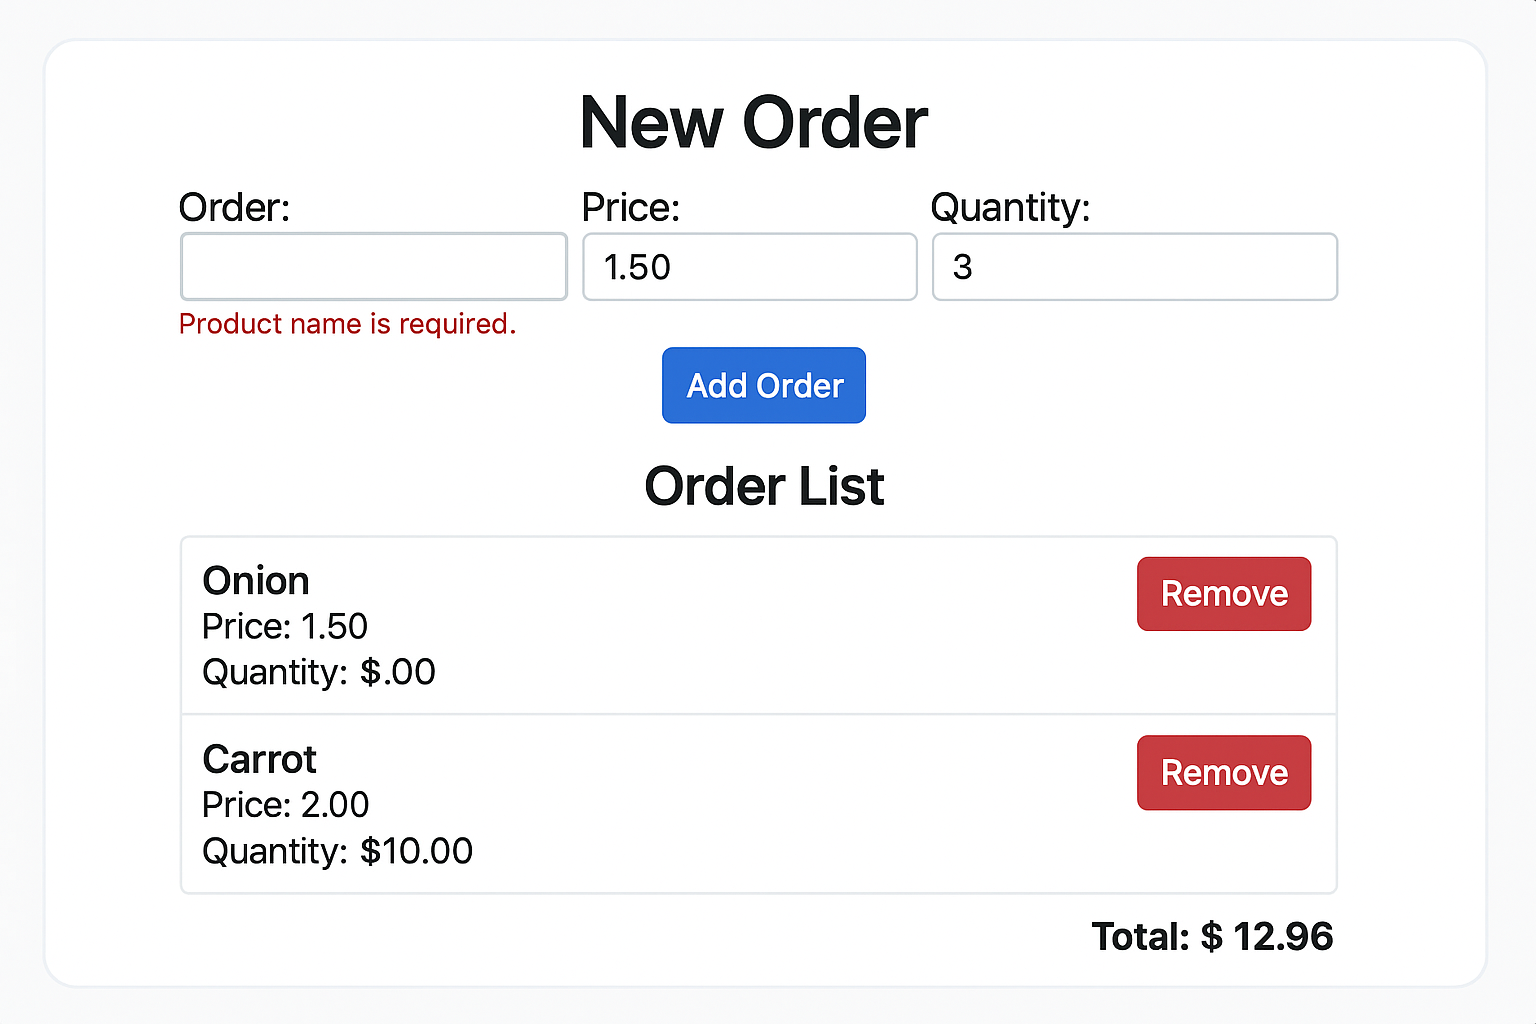 New Order
Order: Price: Quantity:
1.50 3
Product name is required.
Add Order
Order List
Onion
Remove
Price: 1.50
Quantity: $.00
Carrot
Remove
Price: 2.00
Quantity: $10.00
Total: $ 12.96